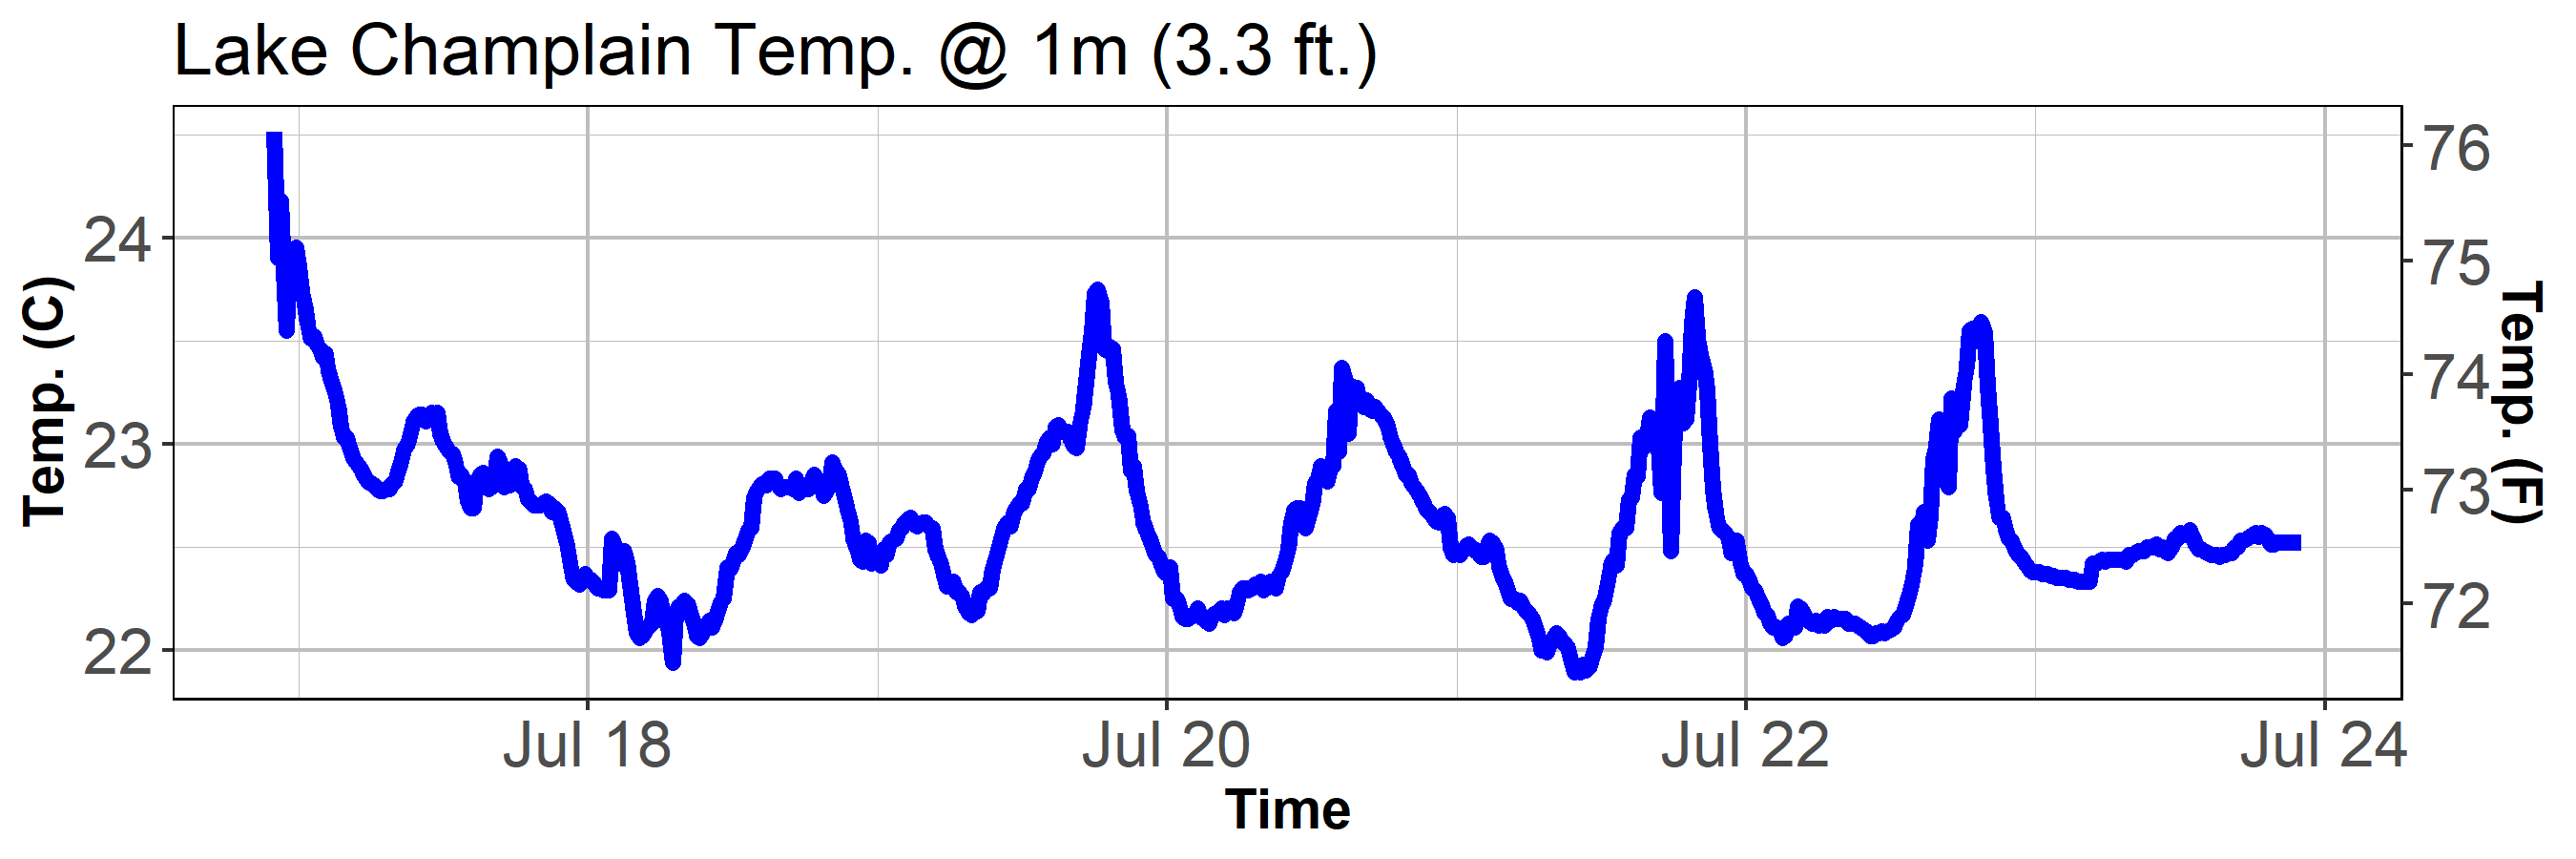 Lake Champlain Temp. @ 1m (3.3 ft.)
Temp. (C)
24
23
22
76
75
74
73
72
Temp. (F)
Jul 18 Jul 20 Jul 22 Jul 24
Time